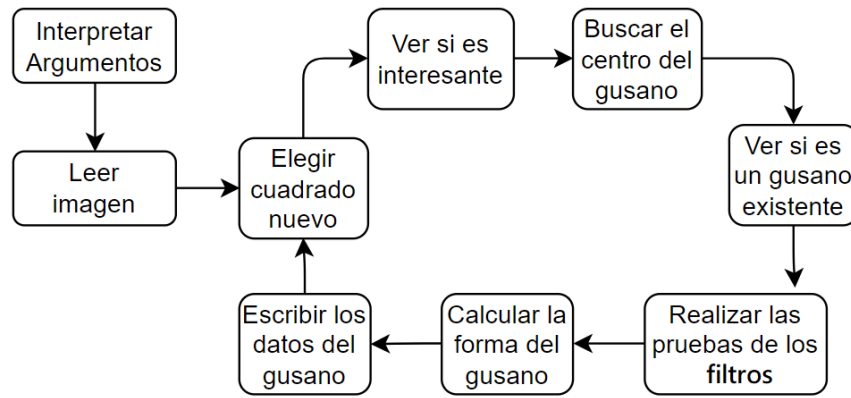 Interpretar
Argumentos
Leer
imagen
Elegir
cuadrado
nuevo
Ver si es
interesante
Buscar el
centro del
gusano
Ver si es
un gusano
existente
Realizar las
pruebas de los
filtros
Calcular la
forma del
gusano
Escribir los
datos del
gusano